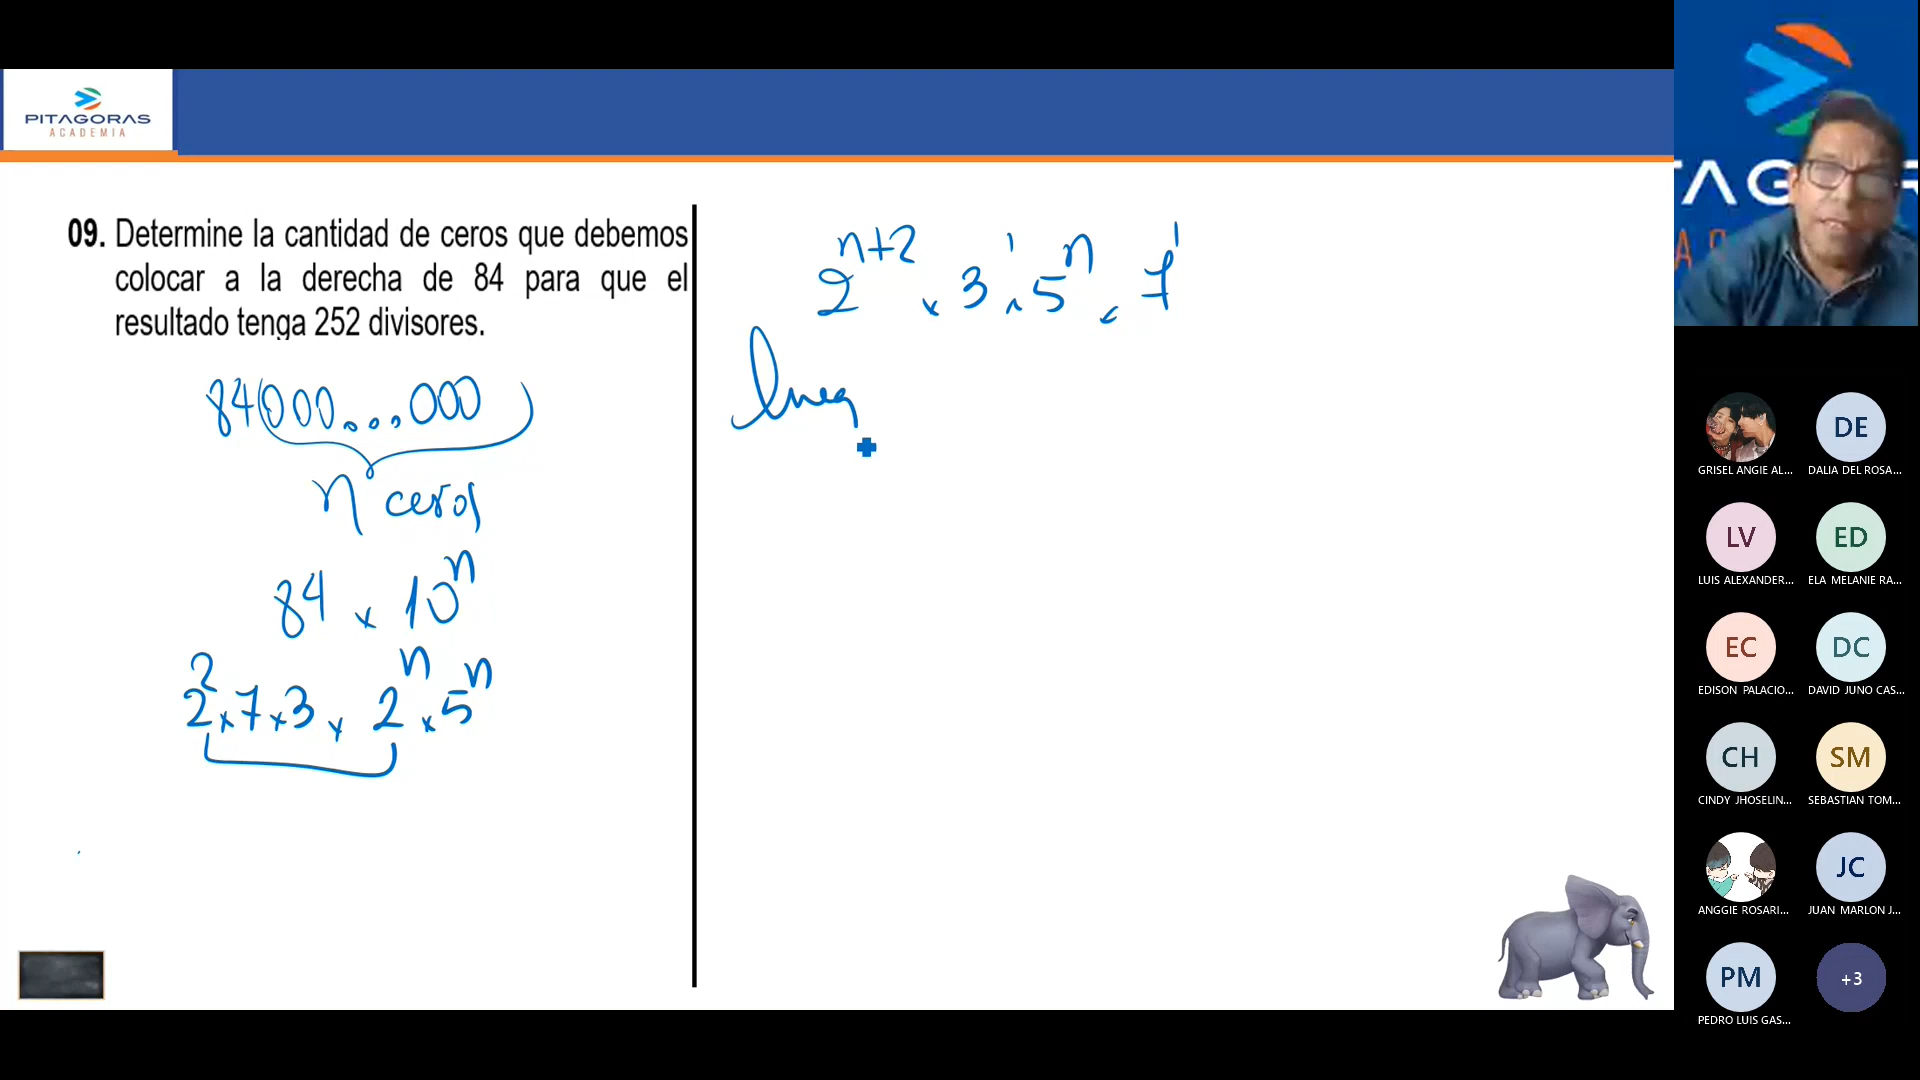 PITAGORAS
ACADEMIA
09. Determine la cantidad de ceros que debemos
colocar a la derecha de 84 para que el
resultado tenga 252 divisores.
84000...000
n ceros
84 x 10^n
2^2 x 7 x 3 x 2^n x 5^n
2^{n+2} x 3^1 x 5^n x 7^1
TAGOR
DE
GRISEL ANGIE AL...
DALIA DEL ROSA...
LV
ED
LUIS ALEXANDER...
ELA MELANIE RA...
EC
DC
EDISON PALACIO...
DAVID JUNO CAS...
CH
SM
CINDY JHOSELIN...
SEBASTIAN TOM...
JC
ANGGIE ROSARI...
JUAN MARLON J...
PM
+3
PEDRO LUIS GAS...